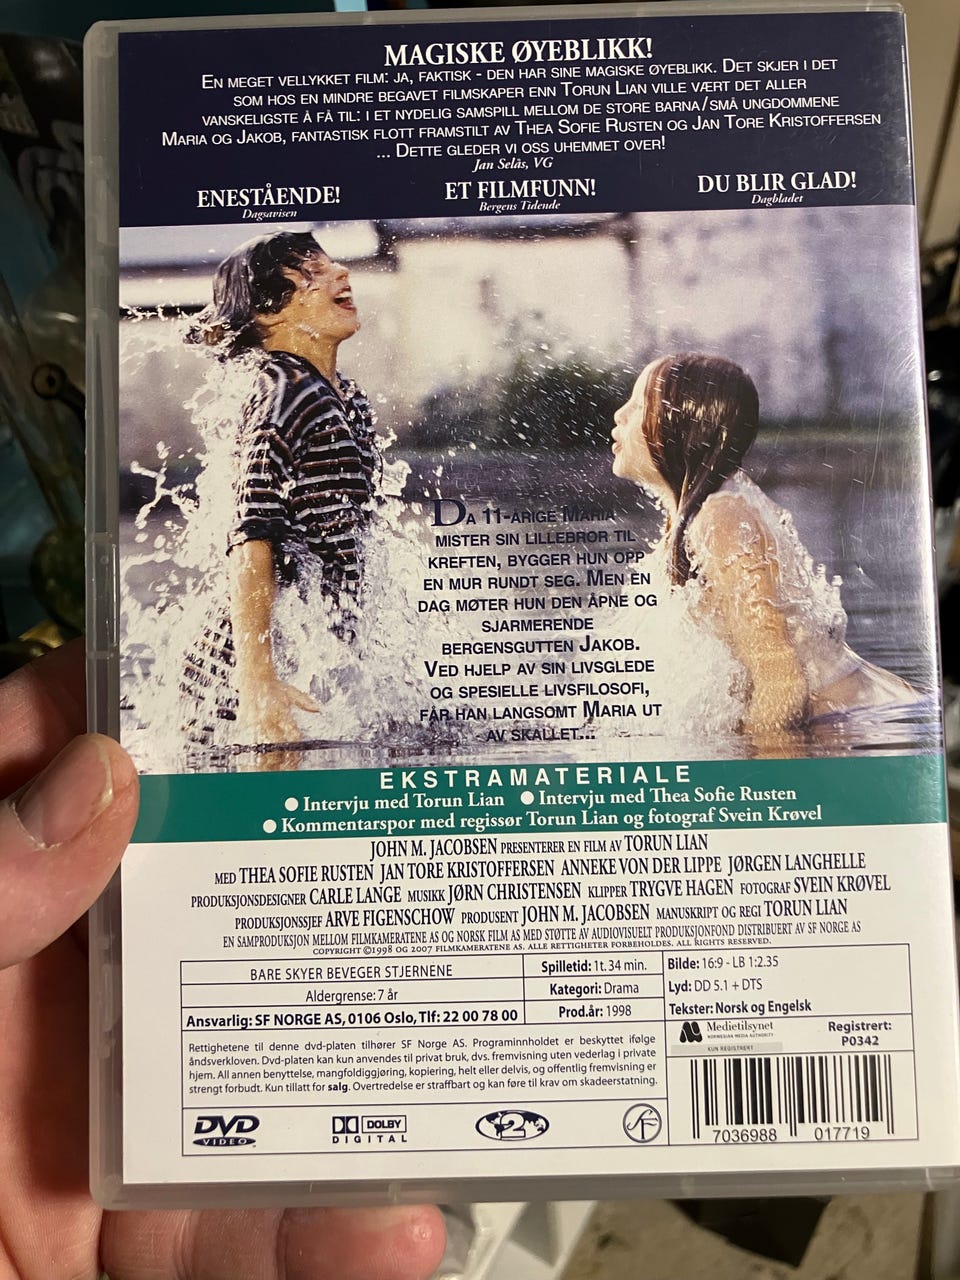 MAGISKE ØYEBLIKK!
EN MEGET VELLYKKET FILM: JA, FAKTISK - DEN HAR SINE MAGISKE ØYEBLIKK. DET SKJER I DET
SOM HOS EN MINDRE BEGAVET FILMSKAPER ENN TORUN LIAN VILLE VÆRT DET ALLER
VANSKELIGSTE Å FÅ TIL: I ET NYDELIG SAMSPILL MELLOM DE STORE BARNA/SMÅ UNGDOMMENE
MARIA OG JAKOB, FANTASTISK FLOTT FRAMSTILT AV THEA SOFIE RUSTEN OG JAN TORE KRISTOFFERSEN
... DETTE GLEDER VI OSS UHEMMET OVER!
Jan Selås, VG
ENESTÅENDE! ET FILMFUNN! DU BLIR GLAD!
Dagsavisen Bergens Tidende Dagbladet
DA 11-ÅRIGE MARIA
MISTER SIN LILLEBROR TIL
KREFTEN, BYGGER HUN OPP
EN MUR RUNDT SEG. MEN EN
DAG MØTER HUN DEN ÅPNE OG
SJARMERENDE
BERGENSGUTTEN JAKOB.
VED HJELP AV SIN LIVSGLEDE
OG SPESIELLE LIVSFILOSOFI,
FÅR HAN LANGSOMT MARIA UT
AV SKALLET...
EKSTRAMATERIALE
● Intervju med Torun Lian ● Intervju med Thea Sofie Rusten
● Kommentarspor med regissør Torun Lian og fotograf Svein Krøvel
JOHN M. JACOBSEN PRESENTERER EN FILM AV TORUN LIAN
MED THEA SOFIE RUSTEN JAN TORE KRISTOFFERSEN ANNEKE VON DER LIPPE JØRGEN LANGHELLE
PRODUKSJONSDESIGNER CARLE LANGE MUSIKK JØRN CHRISTENSEN KLIPPER TRYGVE HAGEN FOTOGRAF SVEIN KRØVEL
PRODUKSJONSSJEF ARVE FIGENSCHOW PRODUSENT JOHN M. JACOBSEN MANUSKRIPT OG REGI TORUN LIAN
EN SAMPRODUKSJON MELLOM FILMKAMERATENE AS OG NORSK FILM AS MED STØTTE AV AUDIOVISUELT PRODUKSJONFOND DISTRIBUERT AV SF NORGE AS
COPYRIGHT ©1998 OG 2007 FILMKAMERATENE AS. ALLE RETTIGHETER FORBEHOLDES. ALL RIGHTS RESERVED.
BARE SKYER BEVEGER STJERNENE
Aldergrense: 7 år
Ansvarlig: SF NORGE AS, 0106 Oslo, Tlf: 22 00 78 00
Spilletid: 1t. 34 min.
Kategori: Drama
Prod.år: 1998
Bilde: 16:9 - LB 1:2.35
Lyd: DD 5.1 + DTS
Tekster: Norsk og Engelsk
Rettighetene til denne dvd-platen tilhører SF Norge AS. Programinnholdet er beskyttet ifølge
åndsverkloven. Dvd-platen kan kun anvendes til privat bruk, dvs. fremvisning uten vederlag i private
hjem. All annen benyttelse, mangfoldiggjøring, kopiering, helt eller delvis, og offentlig fremvisning er
strengt forbudt. Kun tillatt for salg. Overtredelse er straffbart og kan føre til krav om skadeerstatning.
Medietilsynet
NORWEGIAN MEDIA AUTHORITY
KUN REGISTRERT
Registrert:
P0342
DVD
VIDEO
DOLBY
DIGITAL
2
SF
7036988 017719